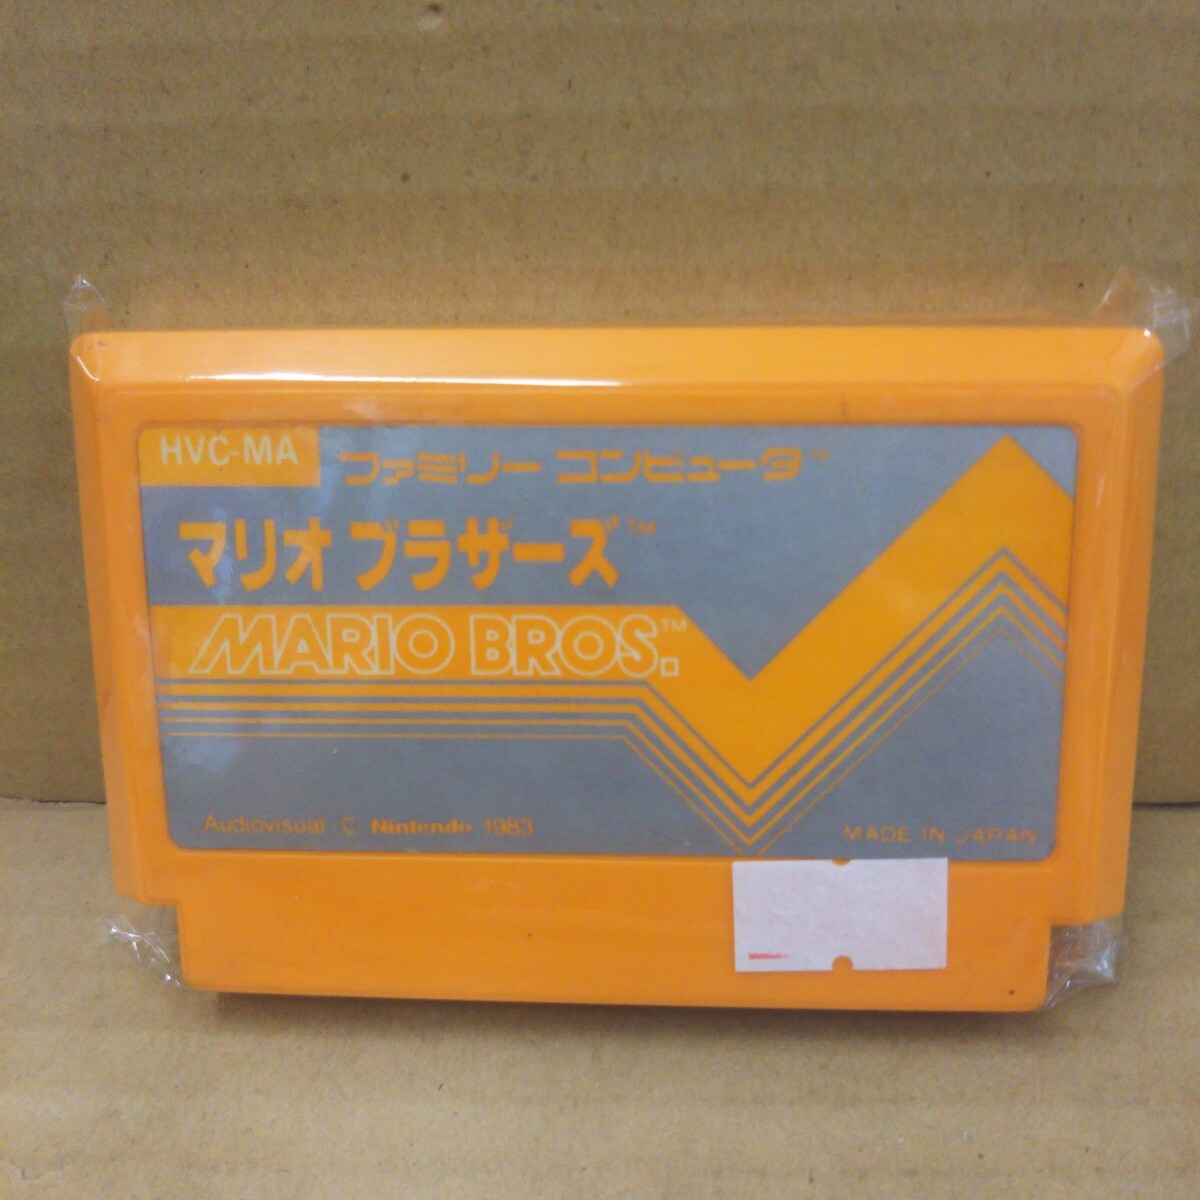 HVC-MA
ファミリー コンピュータ™
マリオ ブラザーズ™
MARIO BROS.™
Audiovisual © Nintendo 1983
MADE IN JAPAN